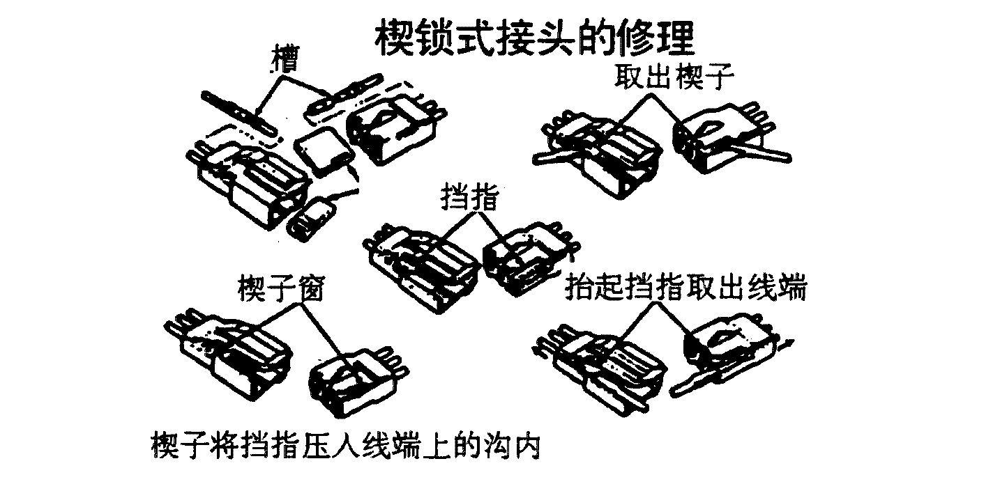 楔锁式接头的修理
槽
取出楔子
挡指
楔子窗
抬起挡指取出线端
楔子将挡指压入线端上的沟内